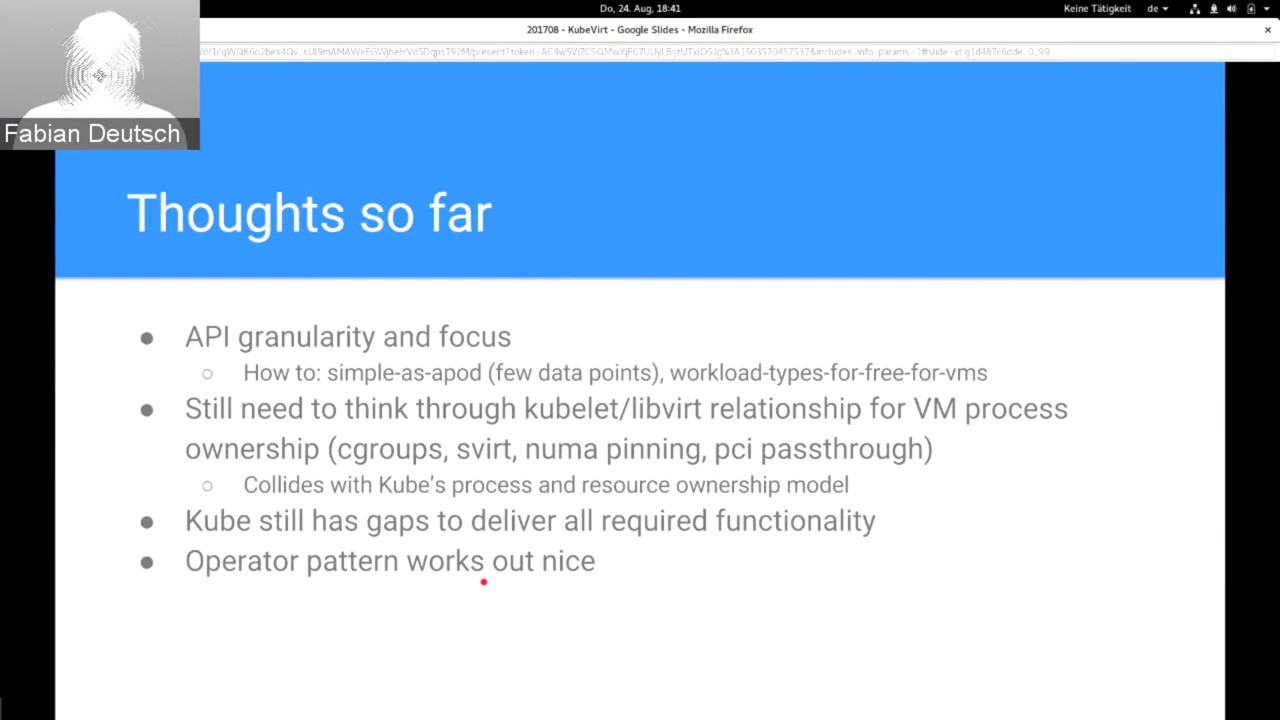 Do, 24. Aug, 18:41
Keine Tätigkeit
de
201708 - KubeVirt - Google Slides - Mozilla Firefox
Fabian Deutsch
Thoughts so far
API granularity and focus
How to: simple-as-apod (few data points), workload-types-for-free-for-vms
Still need to think through kubelet/libvirt relationship for VM process
ownership (cgroups, svirt, numa pinning, pci passthrough)
Collides with Kube's process and resource ownership model
Kube still has gaps to deliver all required functionality
Operator pattern works out nice